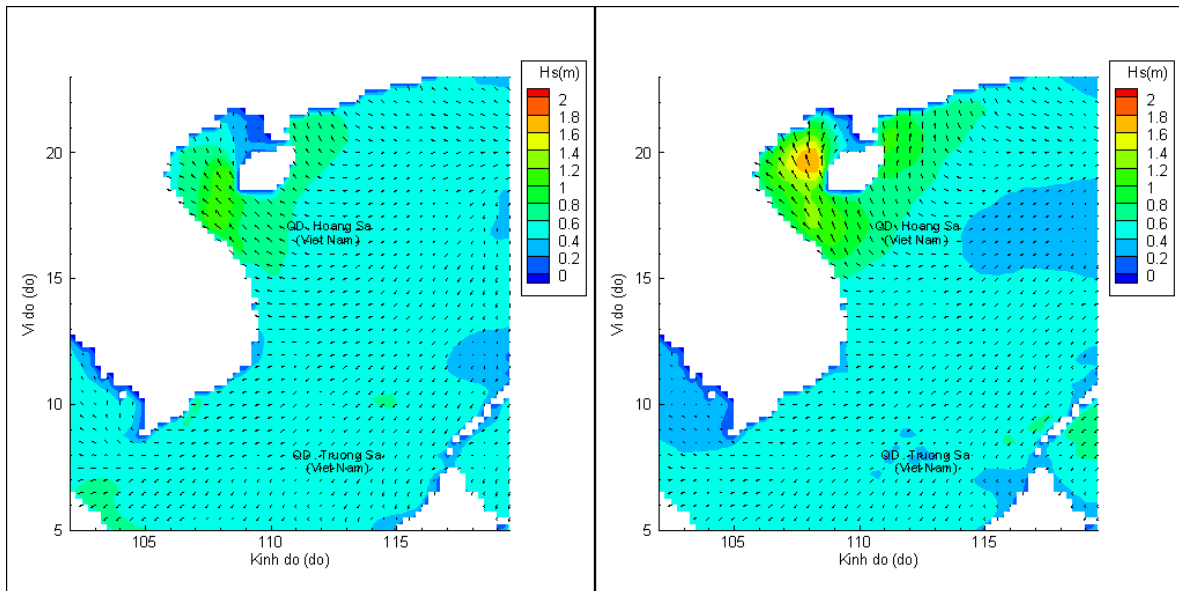 Hs(m)
2
1.8
1.6
1.4
1.2
1
0.8
0.6
0.4
0.2
0
20
15
10
5
Vi do (do)
QD. Hoang Sa
(Viet Nam)
QD. Truong Sa
(Viet Nam)
105
110
115
Kinh do (do)
Hs(m)
2
1.8
1.6
1.4
1.2
1
0.8
0.6
0.4
0.2
0
20
15
10
5
Vi do (do)
QD. Hoang Sa
(Viet Nam)
QD. Truong Sa
(Viet Nam)
105
110
115
Kinh do (do)